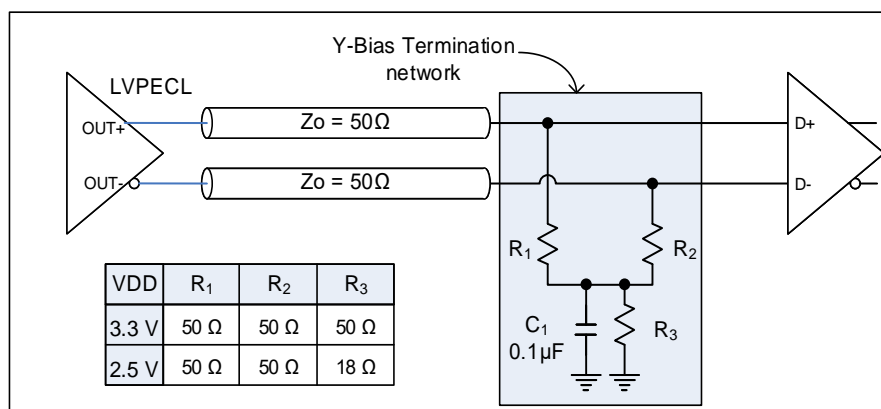 Y-Bias Termination
network
LVPECL
OUT+
Zo = 50Ω
D+
OUT-
Zo = 50Ω
D-
R1
R2
C1
0.1µF
R3
VDD R1 R2 R3
3.3 V 50 Ω 50 Ω 50 Ω
2.5 V 50 Ω 50 Ω 18 Ω